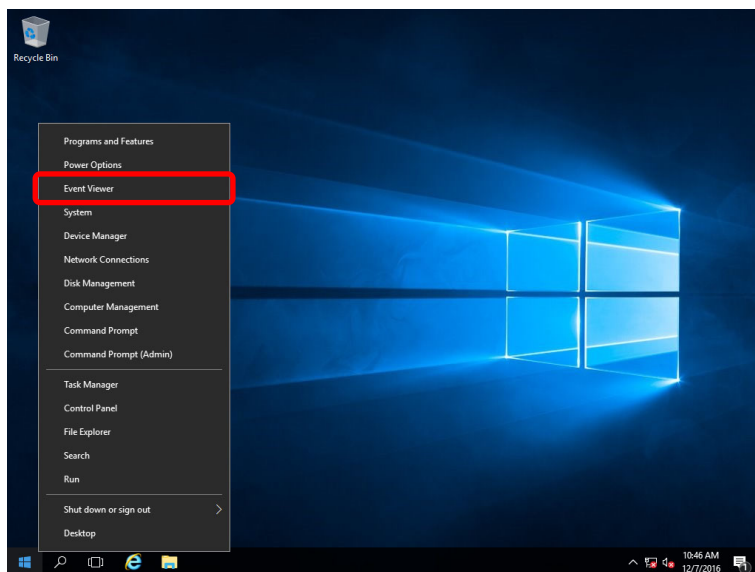 Recycle Bin
Programs and Features
Power Options
Event Viewer
System
Device Manager
Network Connections
Disk Management
Computer Management
Command Prompt
Command Prompt (Admin)
Task Manager
Control Panel
File Explorer
Search
Run
Shut down or sign out
Desktop
10:46 AM
12/7/2016
1